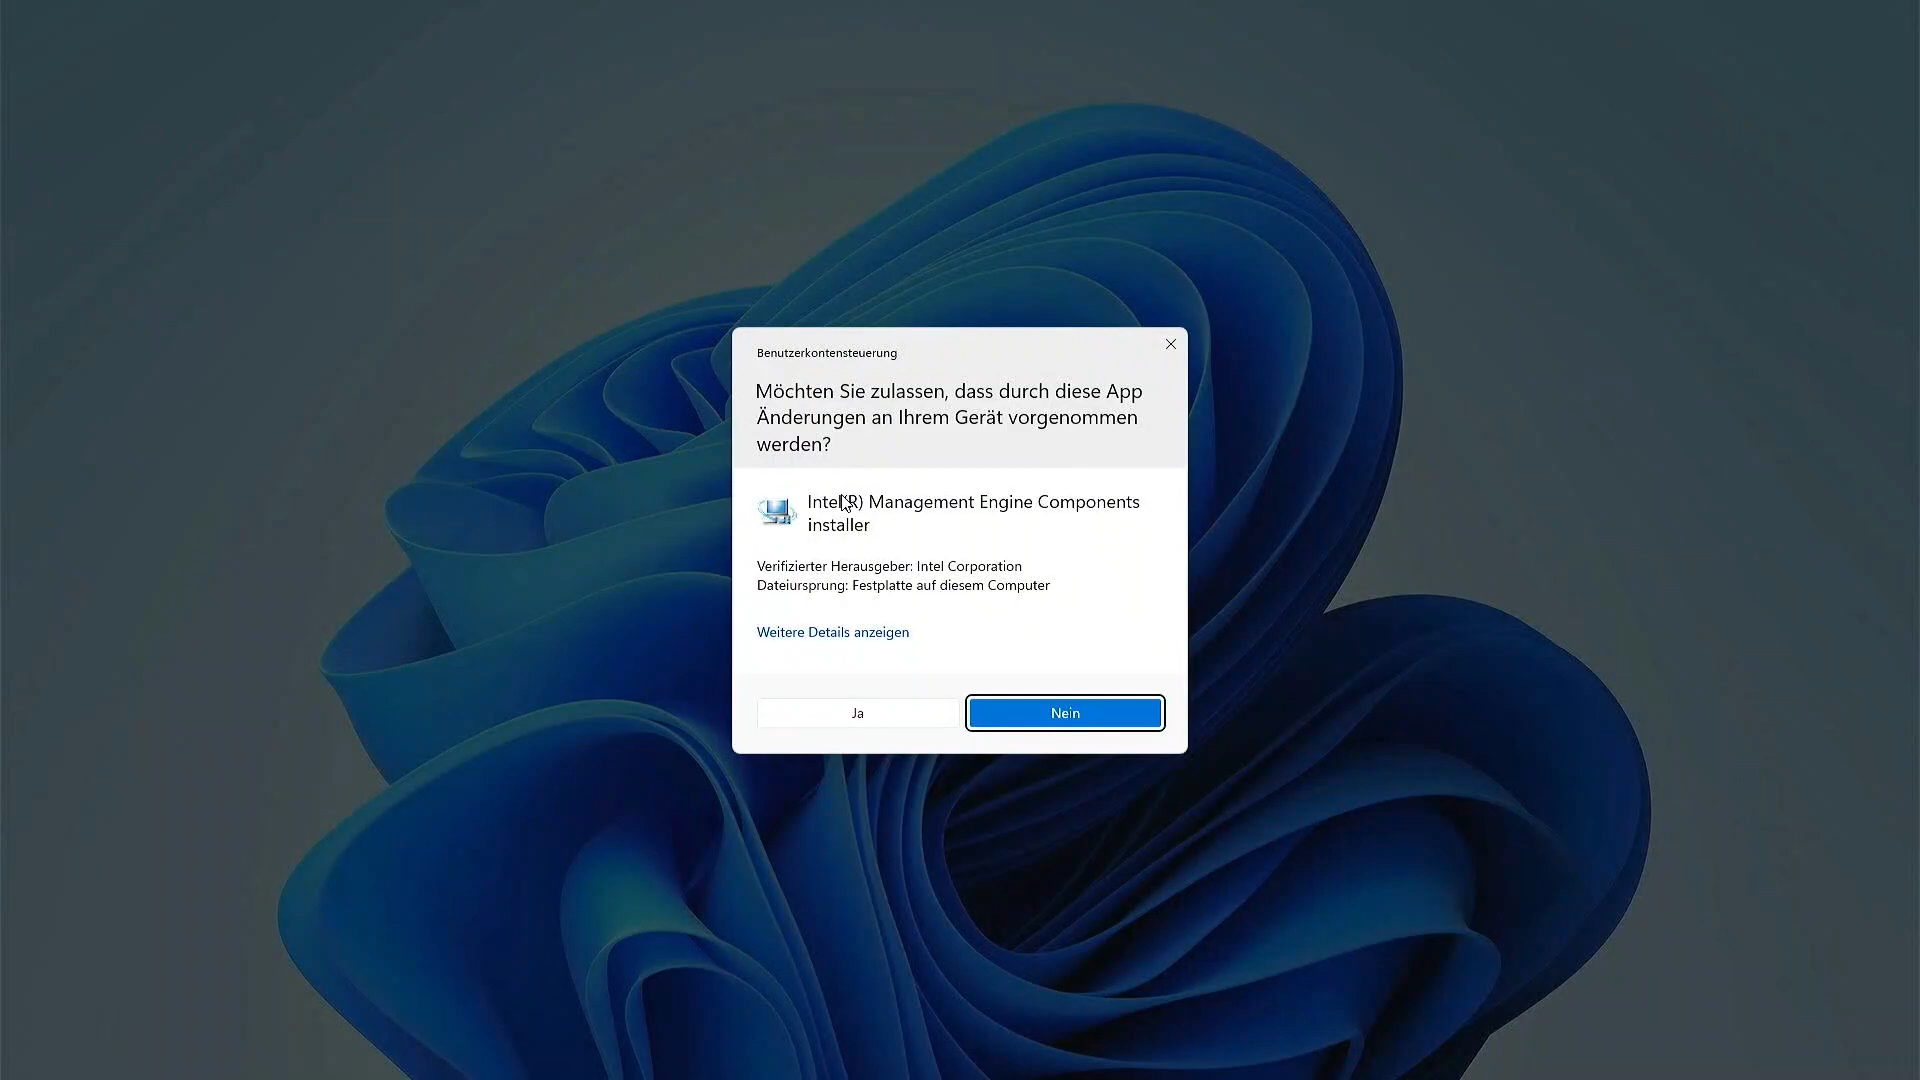 Benutzerkontensteuerung
Möchten Sie zulassen, dass durch diese App
Änderungen an Ihrem Gerät vorgenommen
werden?
Intel(R) Management Engine Components
installer
Verifizierter Herausgeber: Intel Corporation
Dateiursprung: Festplatte auf diesem Computer
Weitere Details anzeigen
Ja
Nein